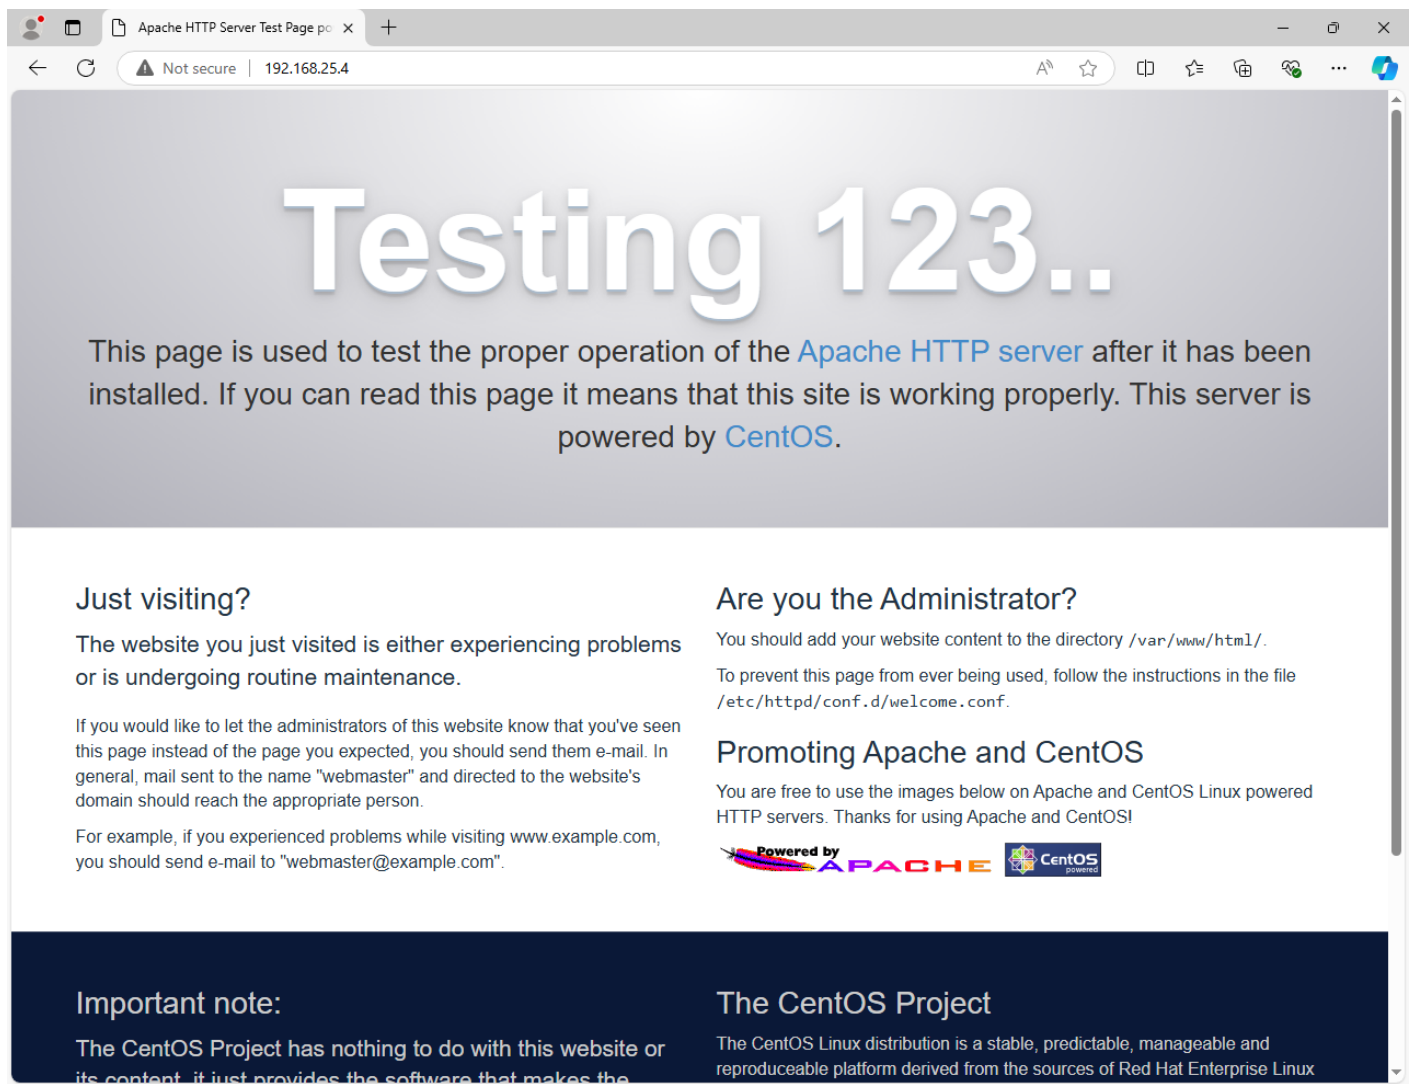 Apache HTTP Server Test Page po
Not secure
192.168.25.4
Testing 123..
This page is used to test the proper operation of the Apache HTTP server after it has been
installed. If you can read this page it means that this site is working properly. This server is
powered by CentOS.
Just visiting?
The website you just visited is either experiencing problems
or is undergoing routine maintenance.
If you would like to let the administrators of this website know that you've seen
this page instead of the page you expected, you should send them e-mail. In
general, mail sent to the name "webmaster" and directed to the website's
domain should reach the appropriate person.
For example, if you experienced problems while visiting www.example.com,
you should send e-mail to "webmaster@example.com".
Are you the Administrator?
You should add your website content to the directory /var/www/html/.
To prevent this page from ever being used, follow the instructions in the file
/etc/httpd/conf.d/welcome.conf.
Promoting Apache and CentOS
You are free to use the images below on Apache and CentOS Linux powered
HTTP servers. Thanks for using Apache and CentOS!
Powered by
APACHE
CentOS
powered
Important note:
The CentOS Project has nothing to do with this website or
its content, it just provides the software that makes the
The CentOS Project
The CentOS Linux distribution is a stable, predictable, manageable and
reproduceable platform derived from the sources of Red Hat Enterprise Linux